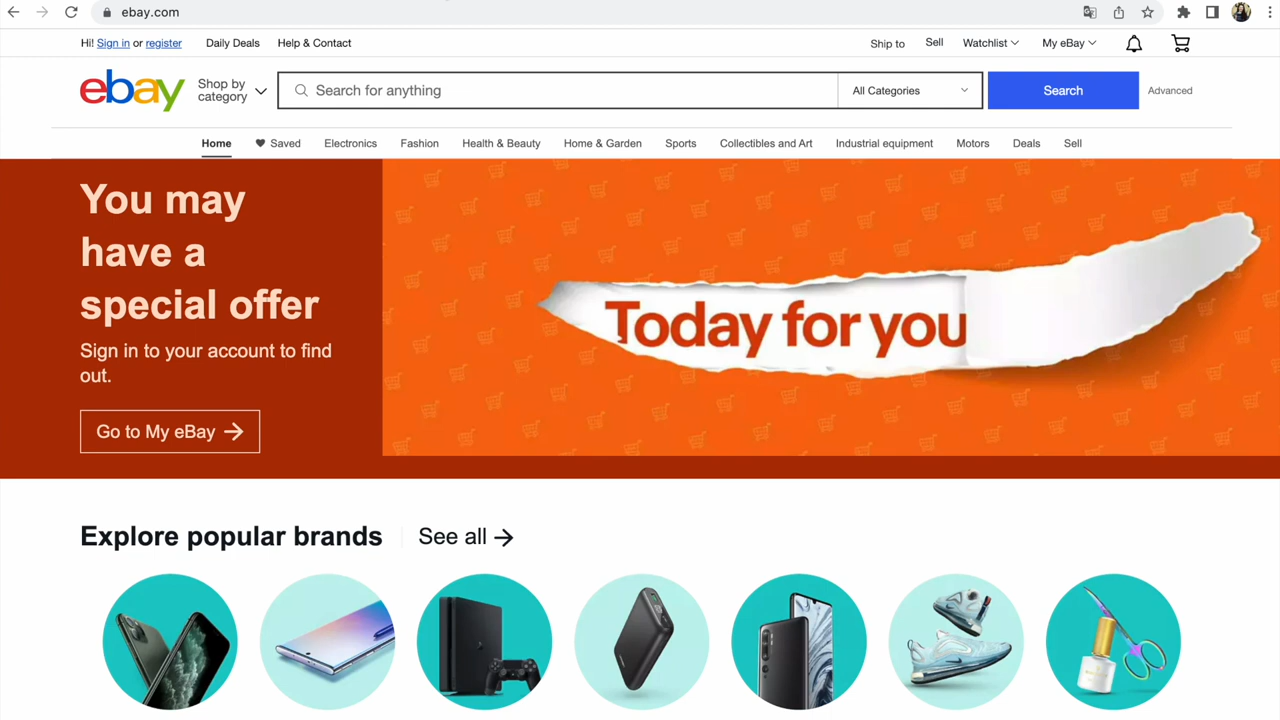 ebay.com
Hi! Sign in or register Daily Deals Help & Contact Ship to Sell Watchlist My eBay
ebay Shop by category Search for anything All Categories Search Advanced
Home Saved Electronics Fashion Health & Beauty Home & Garden Sports Collectibles and Art Industrial equipment Motors Deals Sell
You may
have a
special offer
Sign in to your account to find
out.
Go to My eBay
Today for you
Explore popular brands See all